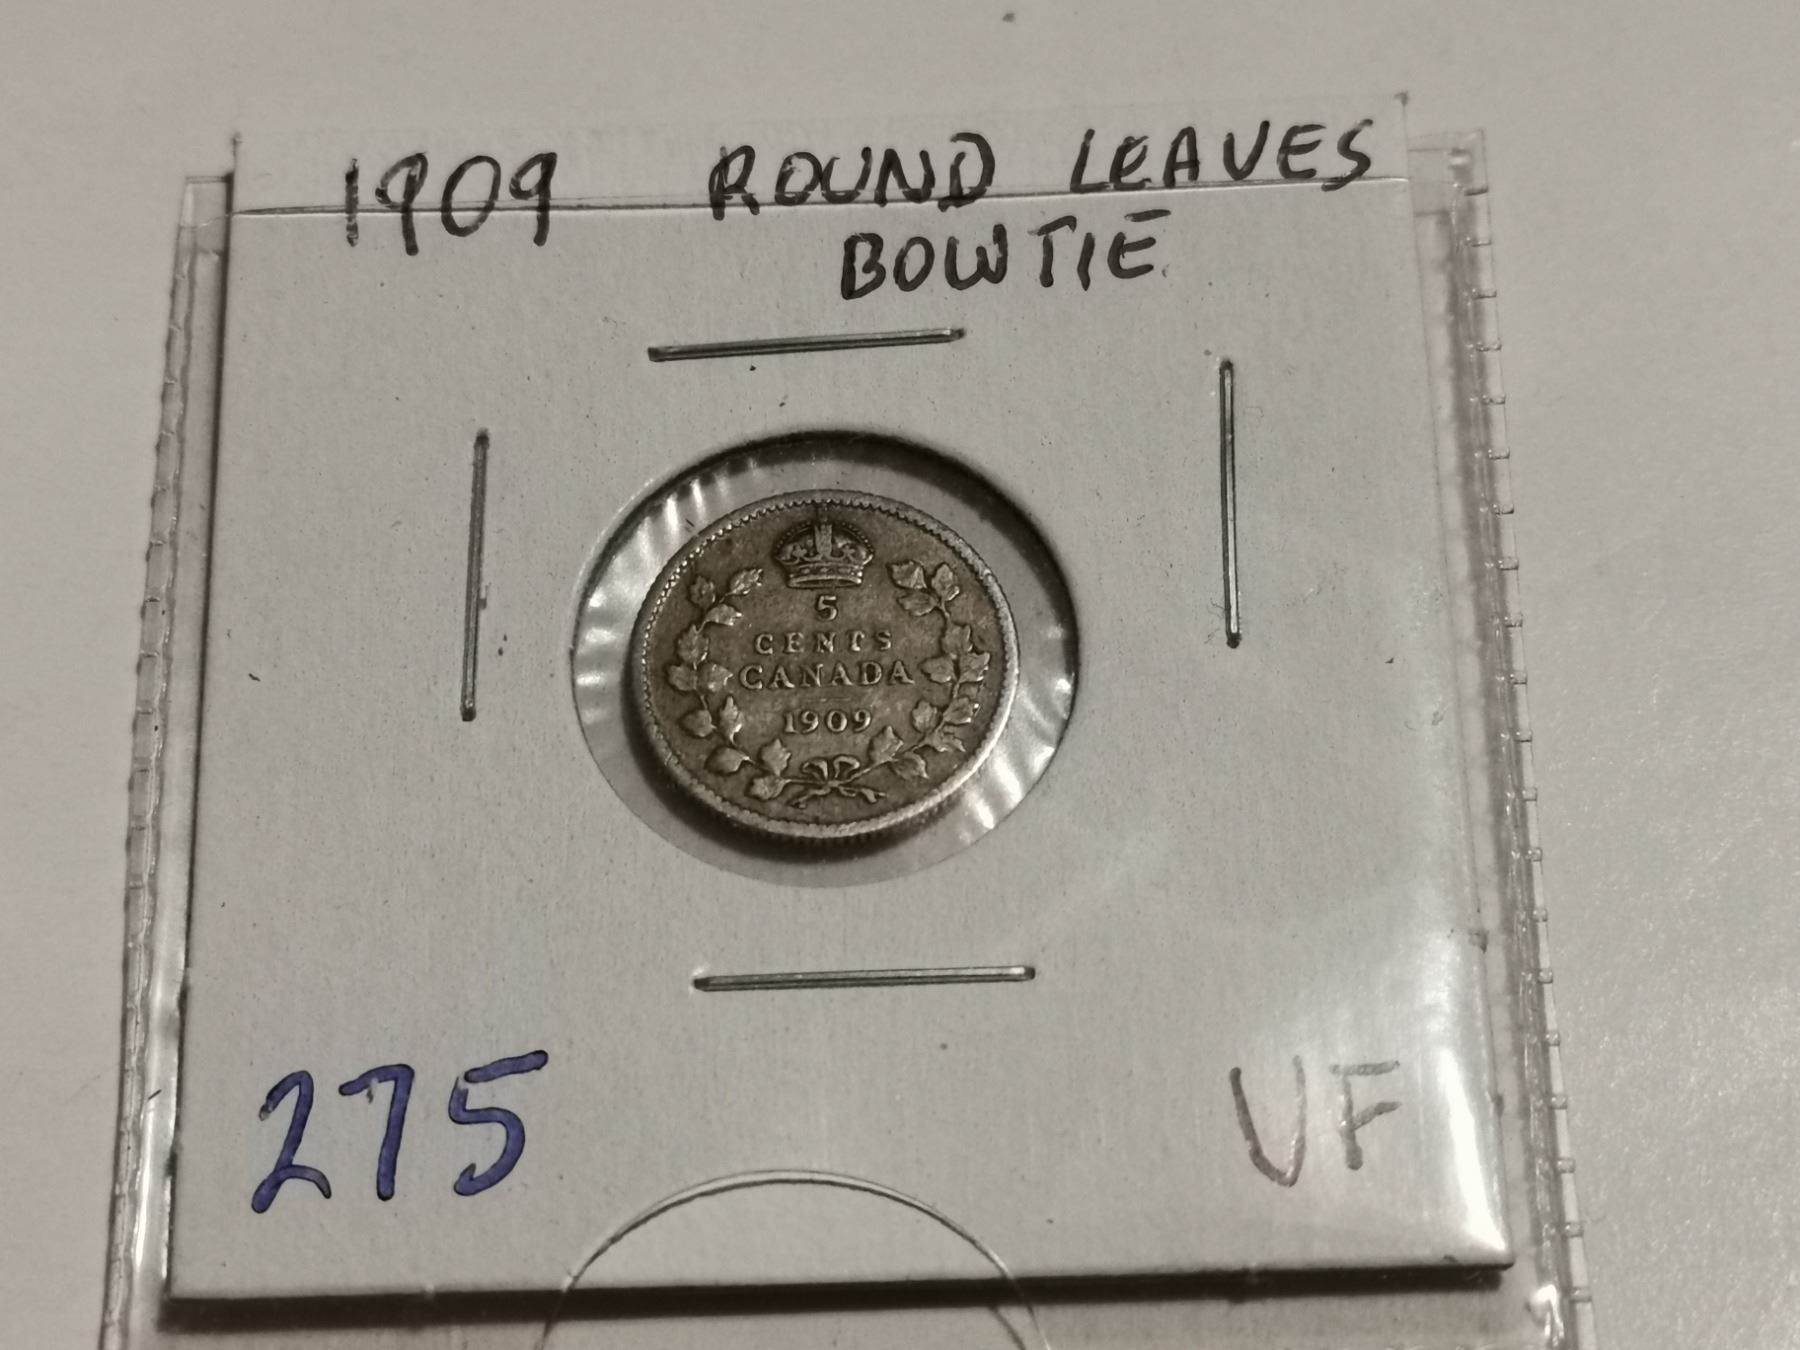 1909 ROUND LEAVES
BOWTIE
5
CENTS
CANADA
1909
275 VF